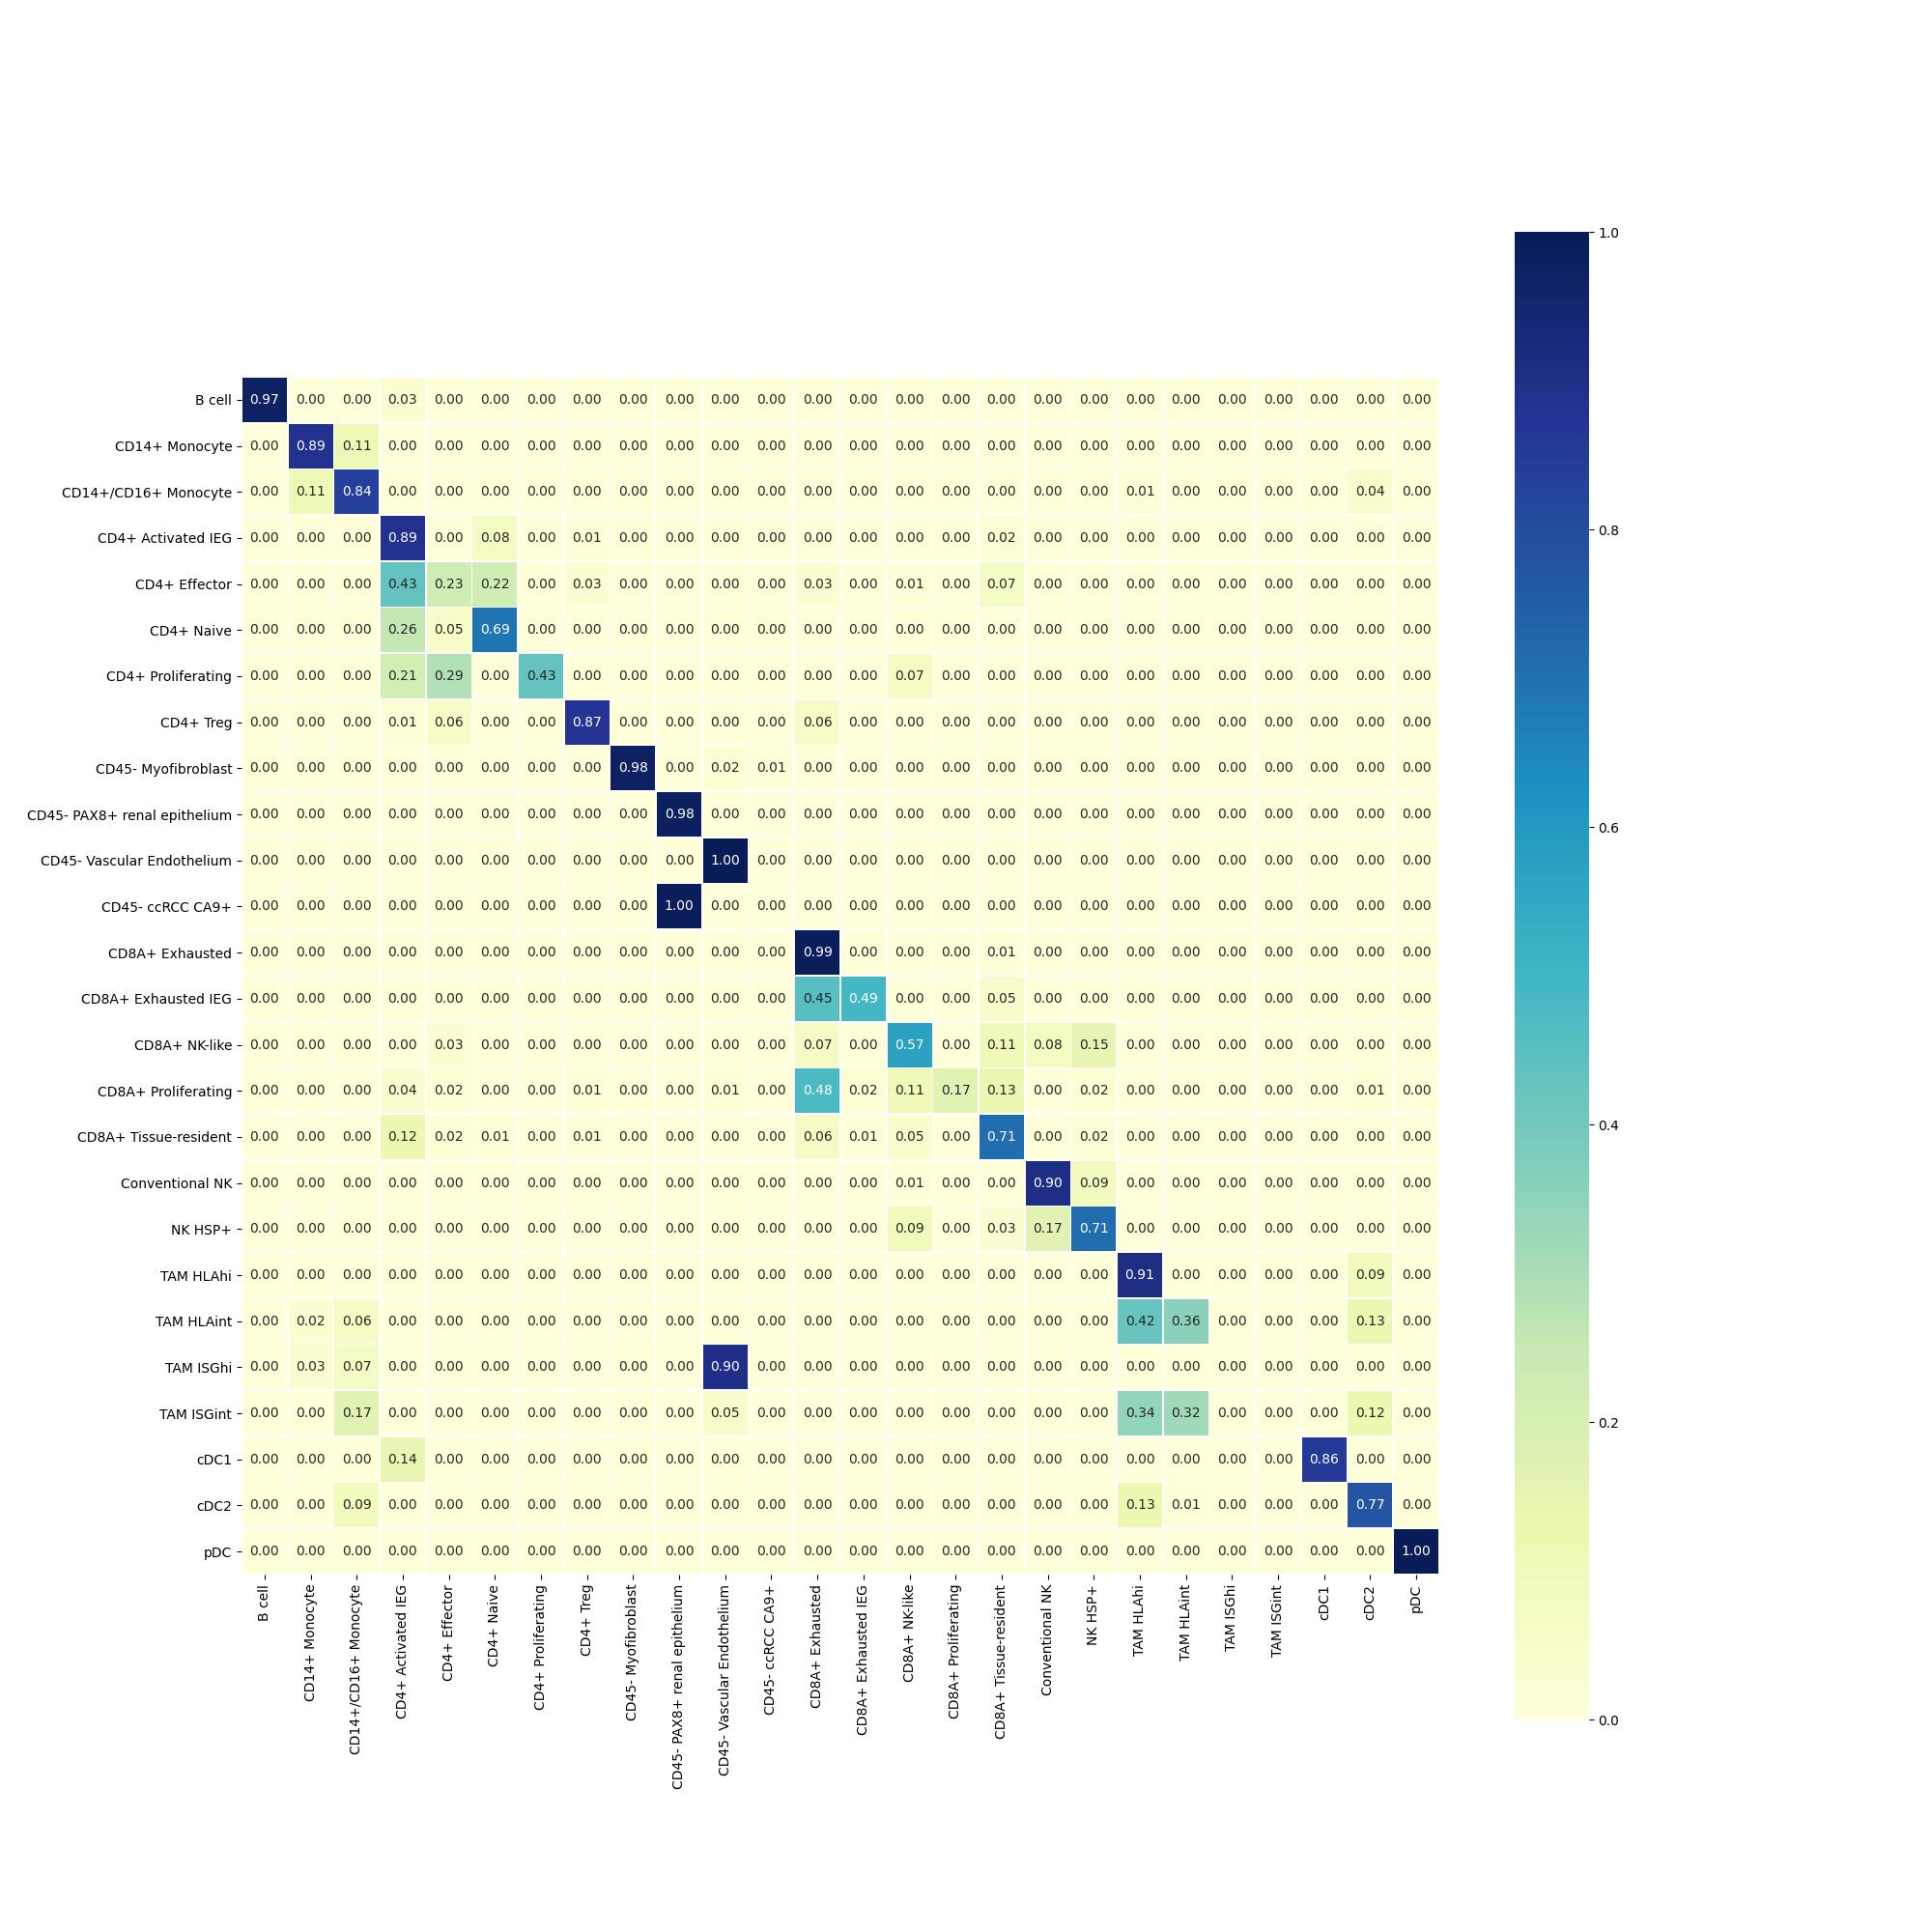 1.0
B cell 0.97 0.00 0.00 0.03 0.00 0.00 0.00 0.00 0.00 0.00 0.00 0.00 0.00 0.00 0.00 0.00 0.00 0.00 0.00 0.00 0.00 0.00 0.00 0.00 0.00 0.00
CD14+ Monocyte 0.00 0.89 0.11 0.00 0.00 0.00 0.00 0.00 0.00 0.00 0.00 0.00 0.00 0.00 0.00 0.00 0.00 0.00 0.00 0.00 0.00 0.00 0.00 0.00 0.00 0.00
CD14+/CD16+ Monocyte 0.00 0.11 0.84 0.00 0.00 0.00 0.00 0.00 0.00 0.00 0.00 0.00 0.00 0.00 0.00 0.00 0.00 0.00 0.00 0.01 0.00 0.00 0.00 0.00 0.04 0.00
0.8
CD4+ Activated IEG 0.00 0.00 0.00 0.89 0.00 0.08 0.00 0.01 0.00 0.00 0.00 0.00 0.00 0.00 0.00 0.00 0.02 0.00 0.00 0.00 0.00 0.00 0.00 0.00 0.00 0.00
CD4+ Effector 0.00 0.00 0.00 0.43 0.23 0.22 0.00 0.03 0.00 0.00 0.00 0.00 0.03 0.00 0.01 0.00 0.07 0.00 0.00 0.00 0.00 0.00 0.00 0.00 0.00 0.00
CD4+ Naive 0.00 0.00 0.00 0.26 0.05 0.69 0.00 0.00 0.00 0.00 0.00 0.00 0.00 0.00 0.00 0.00 0.00 0.00 0.00 0.00 0.00 0.00 0.00 0.00 0.00 0.00
CD4+ Proliferating 0.00 0.00 0.00 0.21 0.29 0.00 0.43 0.00 0.00 0.00 0.00 0.00 0.00 0.00 0.07 0.00 0.00 0.00 0.00 0.00 0.00 0.00 0.00 0.00 0.00 0.00
CD4+ Treg 0.00 0.00 0.00 0.01 0.06 0.00 0.00 0.87 0.00 0.00 0.00 0.00 0.06 0.00 0.00 0.00 0.00 0.00 0.00 0.00 0.00 0.00 0.00 0.00 0.00 0.00
CD45- Myofibroblast 0.00 0.00 0.00 0.00 0.00 0.00 0.00 0.00 0.98 0.00 0.02 0.01 0.00 0.00 0.00 0.00 0.00 0.00 0.00 0.00 0.00 0.00 0.00 0.00 0.00 0.00
CD45- PAX8+ renal epithelium 0.00 0.00 0.00 0.00 0.00 0.00 0.00 0.00 0.00 0.98 0.00 0.00 0.00 0.00 0.00 0.00 0.00 0.00 0.00 0.00 0.00 0.00 0.00 0.00 0.00 0.00
0.6
CD45- Vascular Endothelium 0.00 0.00 0.00 0.00 0.00 0.00 0.00 0.00 0.00 0.00 1.00 0.00 0.00 0.00 0.00 0.00 0.00 0.00 0.00 0.00 0.00 0.00 0.00 0.00 0.00 0.00
CD45- ccRCC CA9+ 0.00 0.00 0.00 0.00 0.00 0.00 0.00 0.00 0.00 1.00 0.00 0.00 0.00 0.00 0.00 0.00 0.00 0.00 0.00 0.00 0.00 0.00 0.00 0.00 0.00 0.00
CD8A+ Exhausted 0.00 0.00 0.00 0.00 0.00 0.00 0.00 0.00 0.00 0.00 0.00 0.00 0.99 0.00 0.00 0.00 0.01 0.00 0.00 0.00 0.00 0.00 0.00 0.00 0.00 0.00
CD8A+ Exhausted IEG 0.00 0.00 0.00 0.00 0.00 0.00 0.00 0.00 0.00 0.00 0.00 0.00 0.45 0.49 0.00 0.00 0.05 0.00 0.00 0.00 0.00 0.00 0.00 0.00 0.00 0.00
CD8A+ NK-like 0.00 0.00 0.00 0.00 0.03 0.00 0.00 0.00 0.00 0.00 0.00 0.00 0.07 0.00 0.57 0.00 0.11 0.08 0.15 0.00 0.00 0.00 0.00 0.00 0.00 0.00
CD8A+ Proliferating 0.00 0.00 0.00 0.04 0.02 0.00 0.00 0.01 0.00 0.00 0.01 0.00 0.48 0.02 0.11 0.17 0.13 0.00 0.02 0.00 0.00 0.00 0.00 0.00 0.01 0.00
0.4
CD8A+ Tissue-resident 0.00 0.00 0.00 0.12 0.02 0.01 0.00 0.01 0.00 0.00 0.00 0.00 0.06 0.01 0.05 0.00 0.71 0.00 0.02 0.00 0.00 0.00 0.00 0.00 0.00 0.00
Conventional NK 0.00 0.00 0.00 0.00 0.00 0.00 0.00 0.00 0.00 0.00 0.00 0.00 0.00 0.00 0.01 0.00 0.00 0.90 0.09 0.00 0.00 0.00 0.00 0.00 0.00 0.00
NK HSP+ 0.00 0.00 0.00 0.00 0.00 0.00 0.00 0.00 0.00 0.00 0.00 0.00 0.00 0.00 0.09 0.00 0.03 0.17 0.71 0.00 0.00 0.00 0.00 0.00 0.00 0.00
TAM HLAhi 0.00 0.00 0.00 0.00 0.00 0.00 0.00 0.00 0.00 0.00 0.00 0.00 0.00 0.00 0.00 0.00 0.00 0.00 0.00 0.91 0.00 0.00 0.00 0.00 0.09 0.00
TAM HLAint 0.00 0.02 0.06 0.00 0.00 0.00 0.00 0.00 0.00 0.00 0.00 0.00 0.00 0.00 0.00 0.00 0.00 0.00 0.00 0.42 0.36 0.00 0.00 0.00 0.13 0.00
TAM ISGhi 0.00 0.03 0.07 0.00 0.00 0.00 0.00 0.00 0.00 0.00 0.90 0.00 0.00 0.00 0.00 0.00 0.00 0.00 0.00 0.00 0.00 0.00 0.00 0.00 0.00 0.00
TAM ISGint 0.00 0.00 0.17 0.00 0.00 0.00 0.00 0.00 0.00 0.00 0.05 0.00 0.00 0.00 0.00 0.00 0.00 0.00 0.00 0.34 0.32 0.00 0.00 0.00 0.12 0.00
0.2
cDC1 0.00 0.00 0.00 0.14 0.00 0.00 0.00 0.00 0.00 0.00 0.00 0.00 0.00 0.00 0.00 0.00 0.00 0.00 0.00 0.00 0.00 0.00 0.00 0.86 0.00 0.00
cDC2 0.00 0.00 0.09 0.00 0.00 0.00 0.00 0.00 0.00 0.00 0.00 0.00 0.00 0.00 0.00 0.00 0.00 0.00 0.00 0.13 0.01 0.00 0.00 0.00 0.77 0.00
pDC 0.00 0.00 0.00 0.00 0.00 0.00 0.00 0.00 0.00 0.00 0.00 0.00 0.00 0.00 0.00 0.00 0.00 0.00 0.00 0.00 0.00 0.00 0.00 0.00 0.00 1.00
0.0
B cell
CD14+ Monocyte
CD14+/CD16+ Monocyte
CD4+ Activated IEG
CD4+ Effector
CD4+ Naive
CD4+ Proliferating
CD4+ Treg
CD45- Myofibroblast
CD45- PAX8+ renal epithelium
CD45- Vascular Endothelium
CD45- ccRCC CA9+
CD8A+ Exhausted
CD8A+ Exhausted IEG
CD8A+ NK-like
CD8A+ Proliferating
CD8A+ Tissue-resident
Conventional NK
NK HSP+
TAM HLAhi
TAM HLAint
TAM ISGhi
TAM ISGint
cDC1
cDC2
pDC